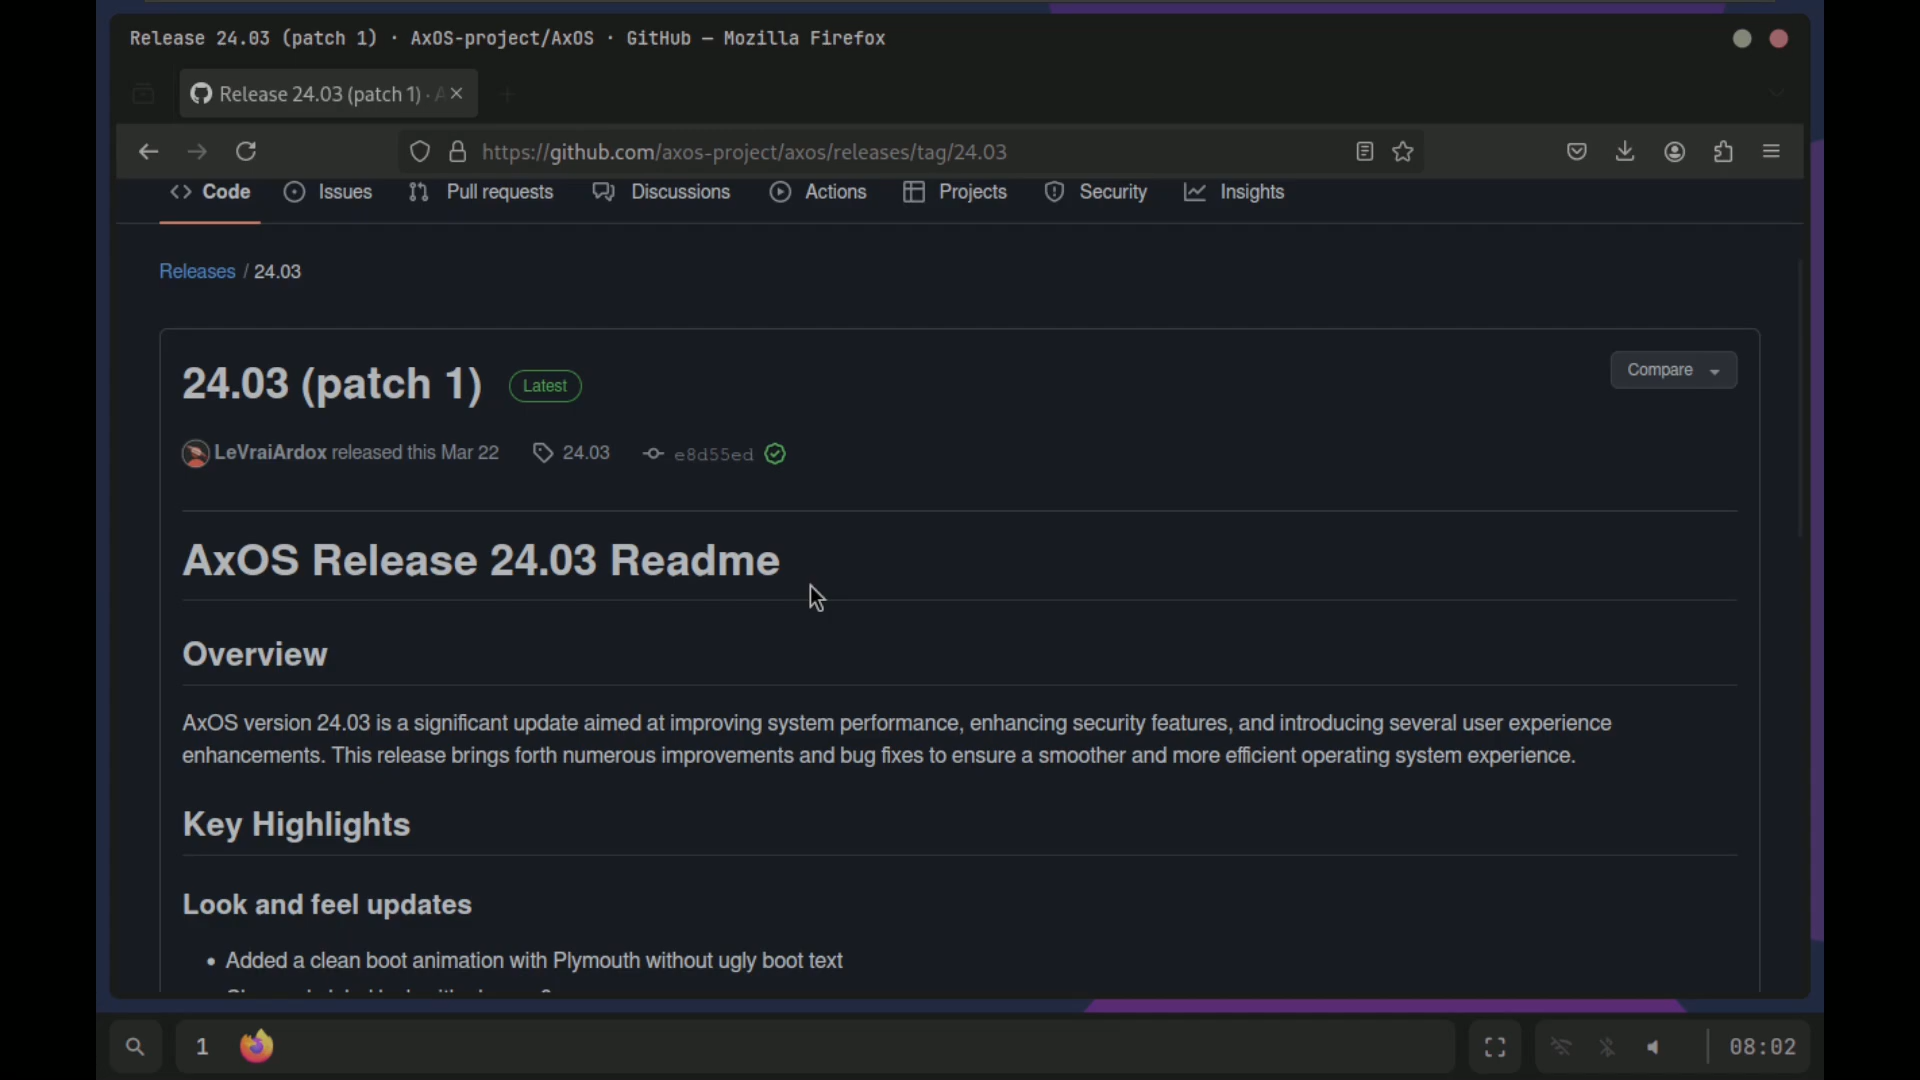 Release 24.03 (patch 1) · AxOS-project/AxOS · GitHub — Mozilla Firefox
Release 24.03 (patch 1) · A
https://github.com/axos-project/axos/releases/tag/24.03
Code Issues Pull requests Discussions Actions Projects Security Insights
Releases / 24.03
24.03 (patch 1) Latest Compare
LeVraiArdox released this Mar 22 24.03 e8d55ed
AxOS Release 24.03 Readme
Overview
AxOS version 24.03 is a significant update aimed at improving system performance, enhancing security features, and introducing several user experience
enhancements. This release brings forth numerous improvements and bug fixes to ensure a smoother and more efficient operating system experience.
Key Highlights
Look and feel updates
• Added a clean boot animation with Plymouth without ugly boot text
1 08:02